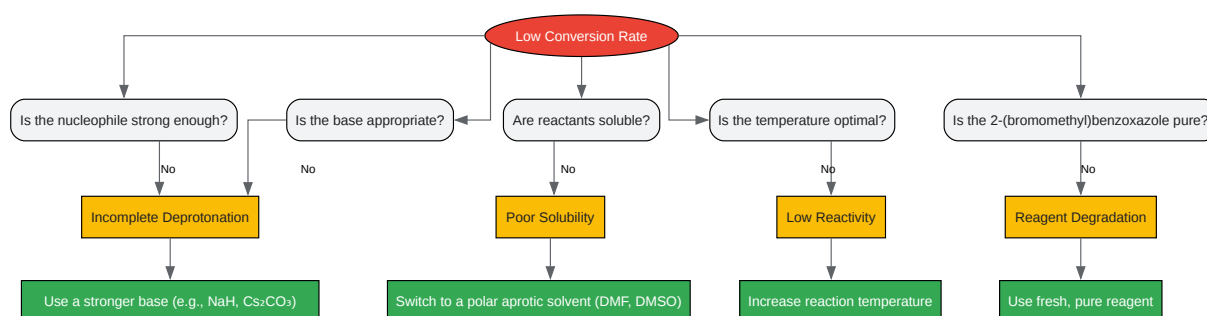 Low Conversion Rate
Is the nucleophile strong enough?
Is the base appropriate?
Are reactants soluble?
Is the temperature optimal?
Is the 2-(bromomethyl)benzoxazole pure?
No
No
No
No
No
Incomplete Deprotonation
Poor Solubility
Low Reactivity
Reagent Degradation
Use a stronger base (e.g., NaH, Cs₂CO₃)
Switch to a polar aprotic solvent (DMF, DMSO)
Increase reaction temperature
Use fresh, pure reagent